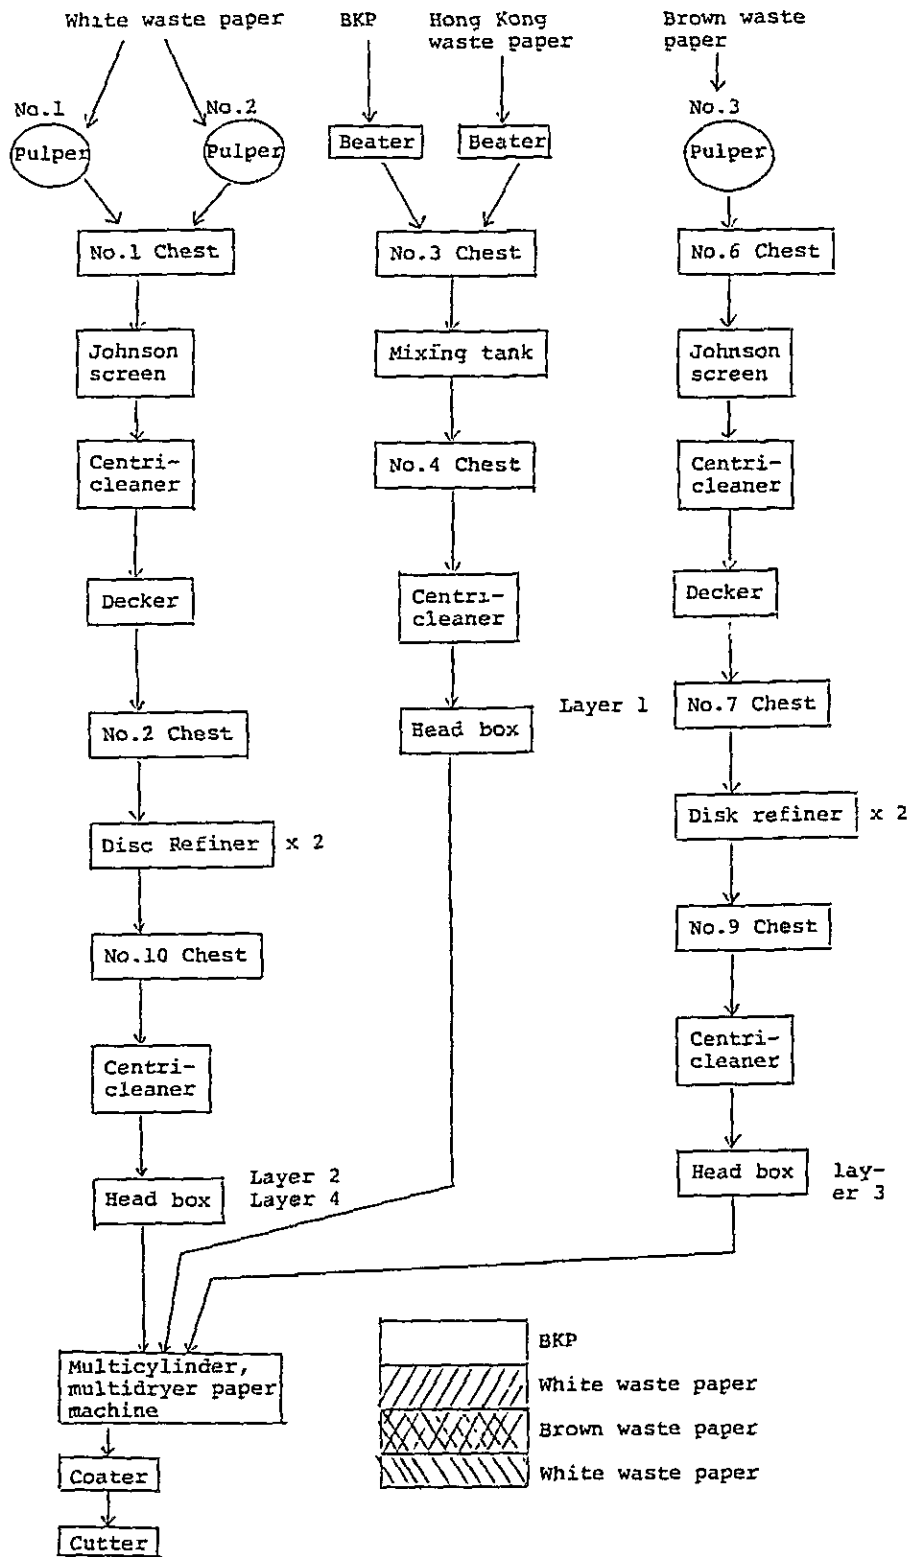 White waste paper
BKP
Hong Kong
waste paper
Brown waste
paper
No.1
No.2
No.3
Pulper
Pulper
Beater
Beater
Pulper
No.1 Chest
No.3 Chest
No.6 Chest
Johnson
screen
Mixing tank
Johnson
screen
Centri-
cleaner
No.4 Chest
Centri-
cleaner
Decker
Centri-
cleaner
Decker
No.2 Chest
Head box
Layer 1
No.7 Chest
Disc Refiner x 2
Disk refiner x 2
No.10 Chest
No.9 Chest
Centri-
cleaner
Centri-
cleaner
Head box
Layer 2
Layer 4
Head box
lay-
er 3
Multicylinder,
multidryer paper
machine
Coater
Cutter
BKP
White waste paper
Brown waste paper
White waste paper